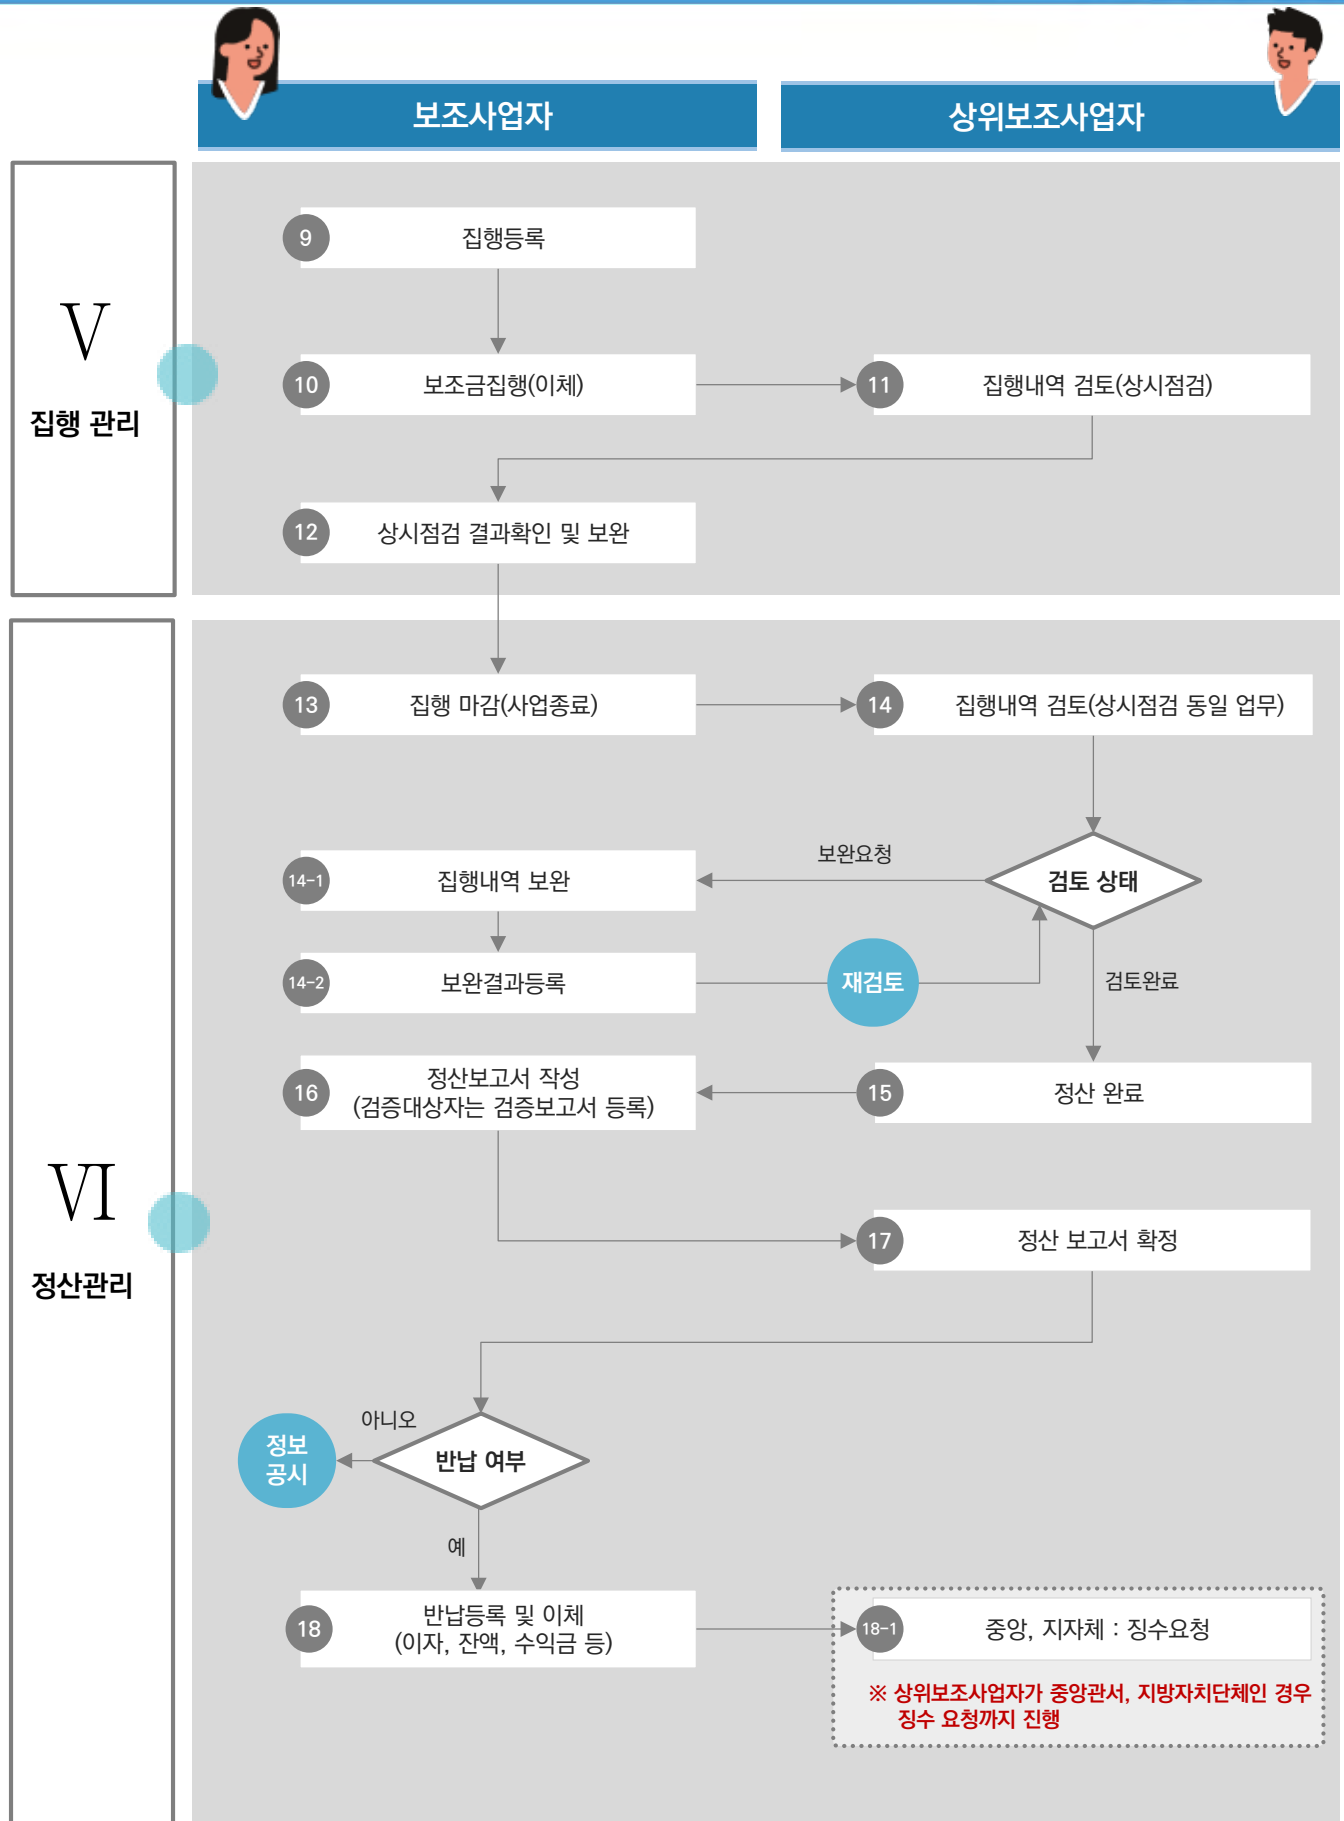 보조사업자
상위보조사업자
Ⅴ
집행 관리
9
집행등록
10
보조금집행(이체)
11
집행내역 검토(상시점검)
12
상시점검 결과확인 및 보완
Ⅵ
정산관리
13
집행 마감(사업종료)
14
집행내역 검토(상시점검 동일 업무)
검토 상태
보완요청
14-1
집행내역 보완
14-2
보완결과등록
재검토
검토완료
15
정산 완료
16
정산보고서 작성
(검증대상자는 검증보고서 등록)
17
정산 보고서 확정
반납 여부
아니오
정보
공시
예
18
반납등록 및 이체
(이자, 잔액, 수익금 등)
18-1
중앙, 지자체 : 징수요청
※ 상위보조사업자가 중앙관서, 지방자치단체인 경우
징수 요청까지 진행